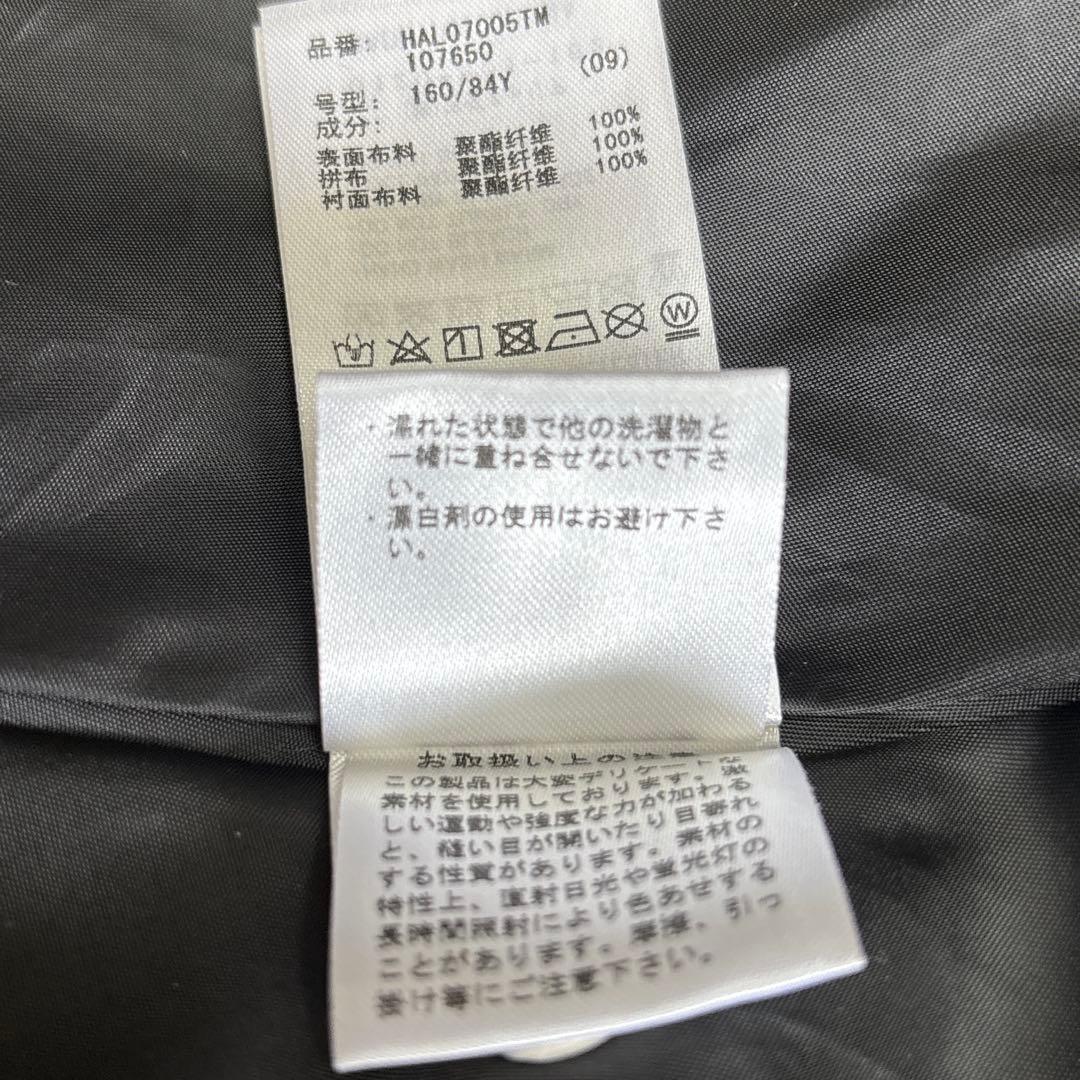 品番: HAL07005TM
107650
号型: 160/84Y (09)
成分:
表面布料 聚酯纤维 100%
拼布 聚酯纤维 100%
衬面布料 聚酯纤维 100%
W
・濡れた状態で他の洗濯物と
一緒に重ね合せないで下さ
い。
・漂白剤の使用はお避け下さ
い。
お取扱い上の注意
この製品は大変デリケートな
素材を使用しております。激
しい運動や強度な力が加わる
と、縫い目が開いたり目寄れ
する性質があります。素材の
特性上、直射日光や蛍光灯の
長時間照射により色あせする
ことがあります。摩擦、引っ
掛け等にご注意下さい。